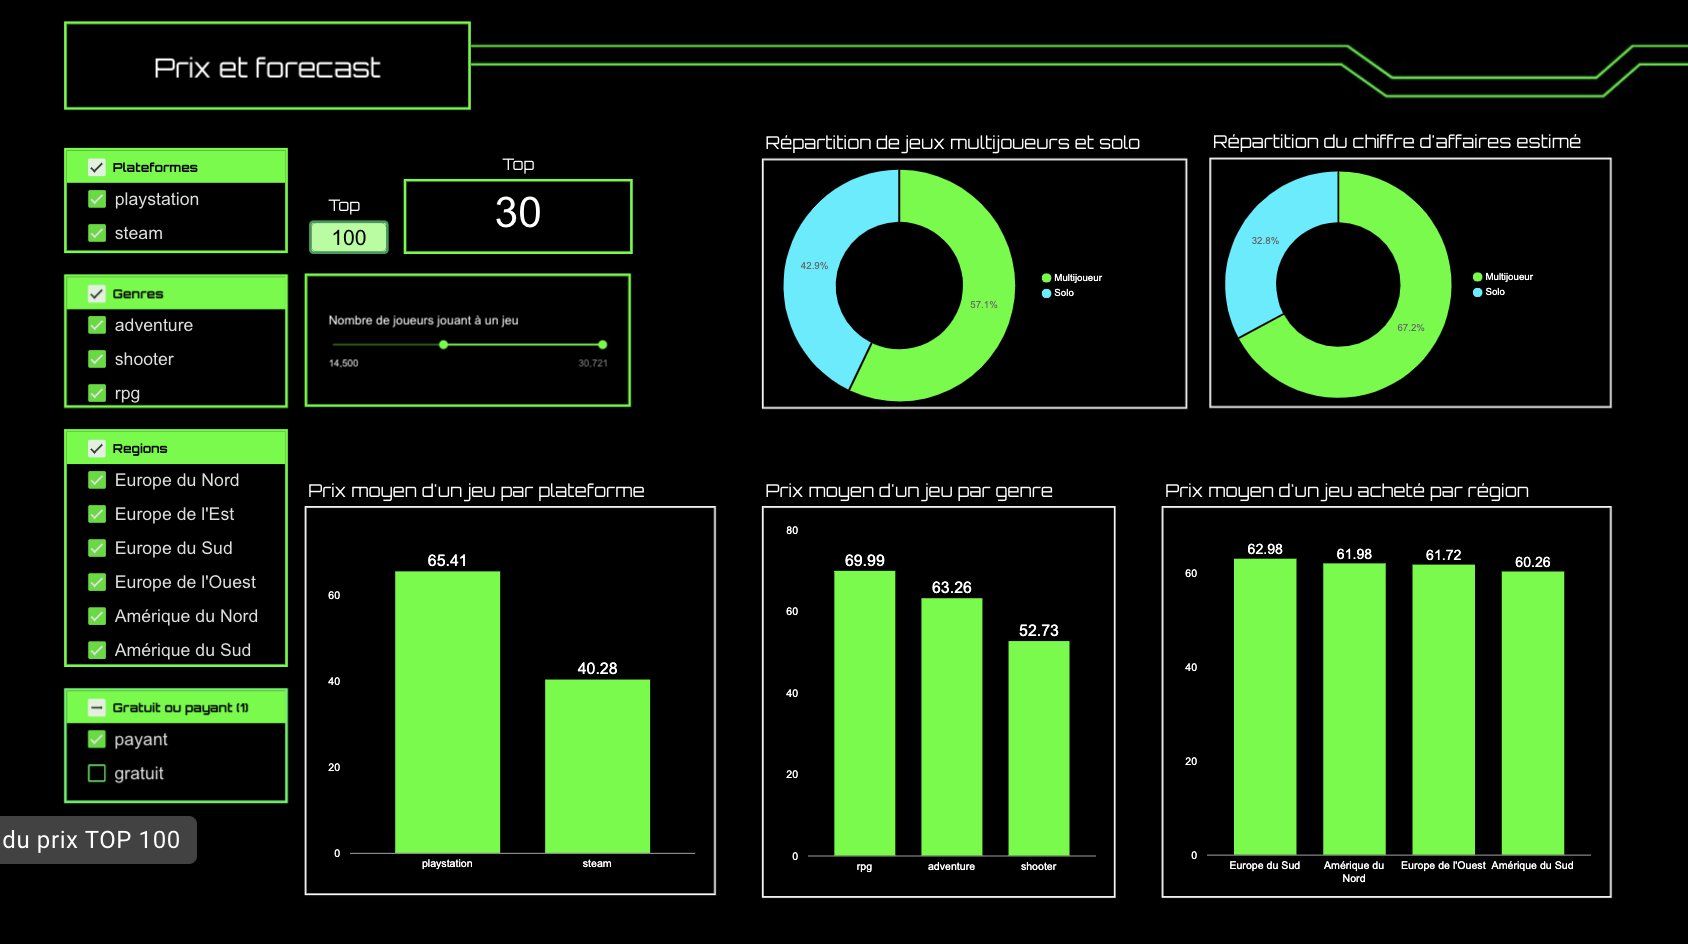 Prix et forecast
Plateformes
playstation
steam
Genres
adventure
shooter
rpg
Regions
Europe du Nord
Europe de l'Est
Europe du Sud
Europe de l'Ouest
Amérique du Nord
Amérique du Sud
Gratuit ou payant (1)
payant
gratuit
du prix TOP 100
Top
100
Top
30
Nombre de joueurs jouant à un jeu
14,500
30,721
Répartition de jeux multijoueurs et solo
42.9%
57.1%
Multijoueur
Solo
Répartition du chiffre d'affaires estimé
32.8%
67.2%
Multijoueur
Solo
Prix moyen d'un jeu par plateforme
60
40
20
0
65.41
40.28
playstation
steam
Prix moyen d'un jeu par genre
80
60
40
20
0
69.99
63.26
52.73
rpg
adventure
shooter
Prix moyen d'un jeu acheté par région
60
40
20
0
62.98
61.98
61.72
60.26
Europe du Sud
Amérique du
Nord
Europe de l'Ouest
Amérique du Sud